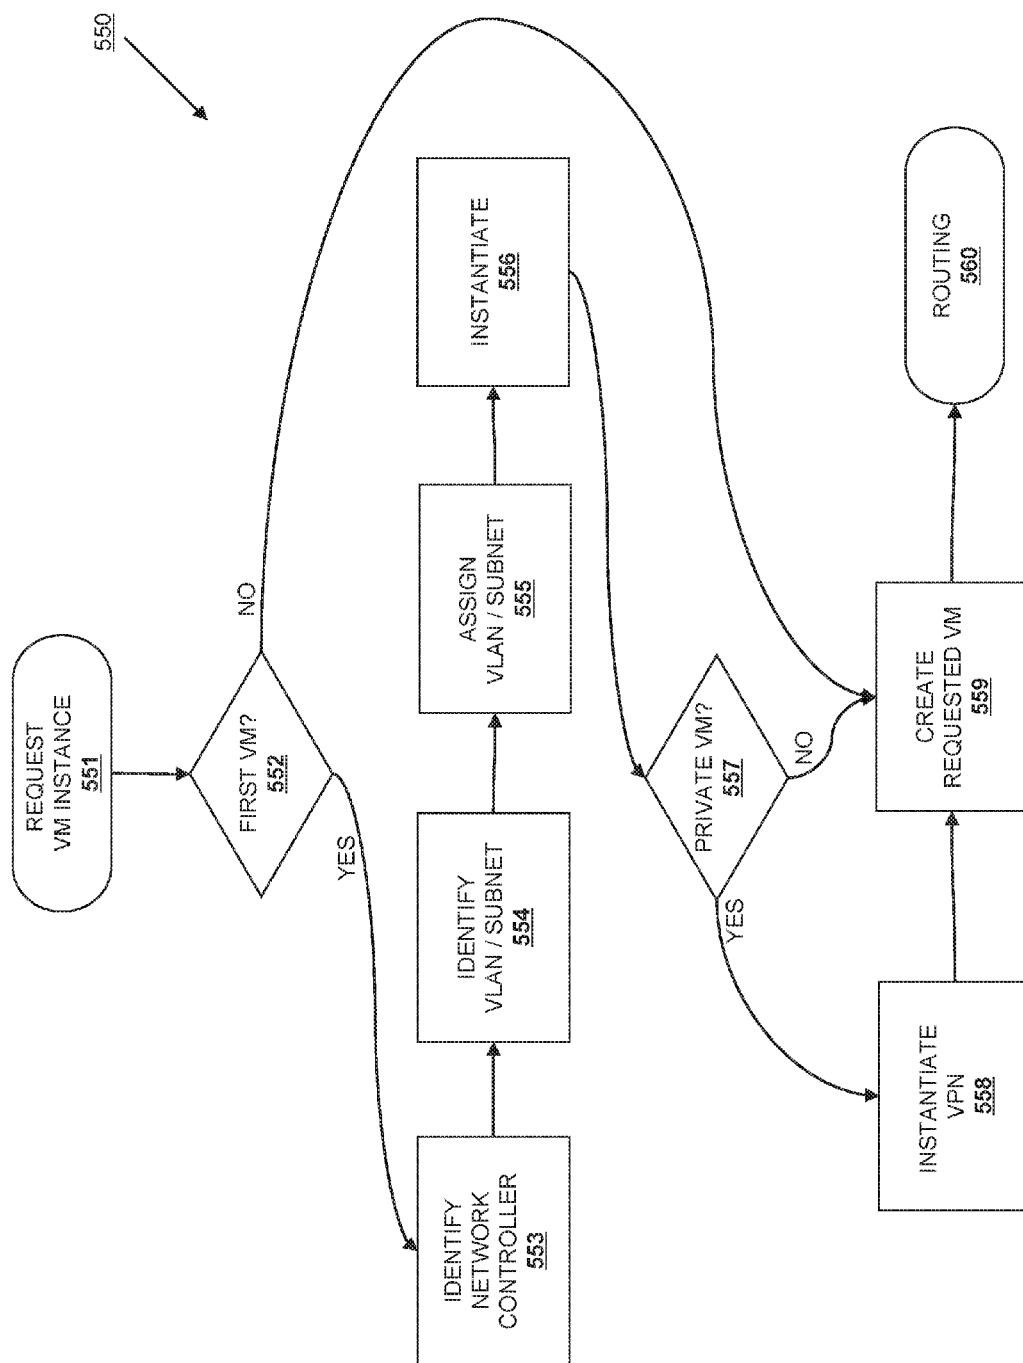 550
REQUEST
VM INSTANCE
551
FIRST VM?
552
NO
YES
IDENTIFY
NETWORK
CONTROLLER
553
IDENTIFY
VLAN / SUBNET
554
ASSIGN
VLAN / SUBNET
555
INSTANTIATE
556
PRIVATE VM?
557
YES
NO
INSTANTIATE
VPN
558
CREATE
REQUESTED VM
559
ROUTING
560